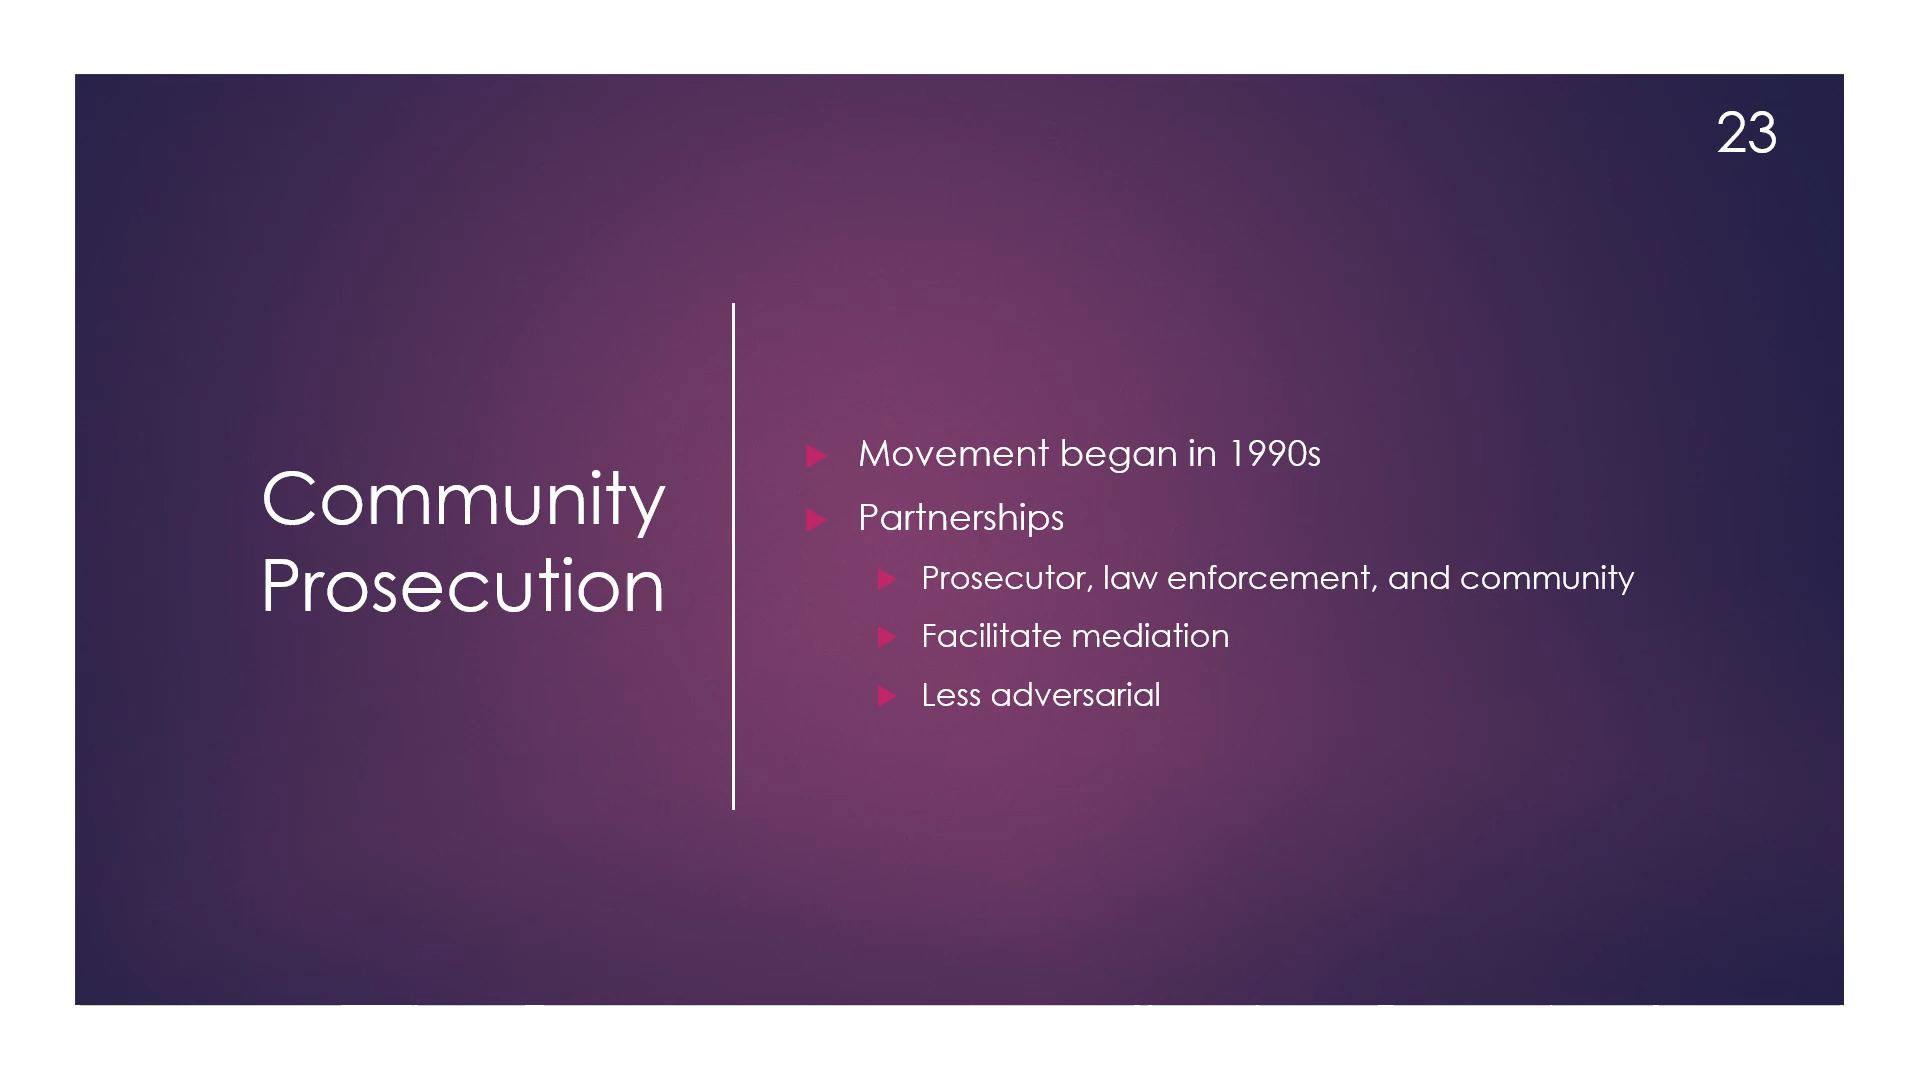 23
Community
Prosecution
Movement began in 1990s
Partnerships
Prosecutor, law enforcement, and community
Facilitate mediation
Less adversarial